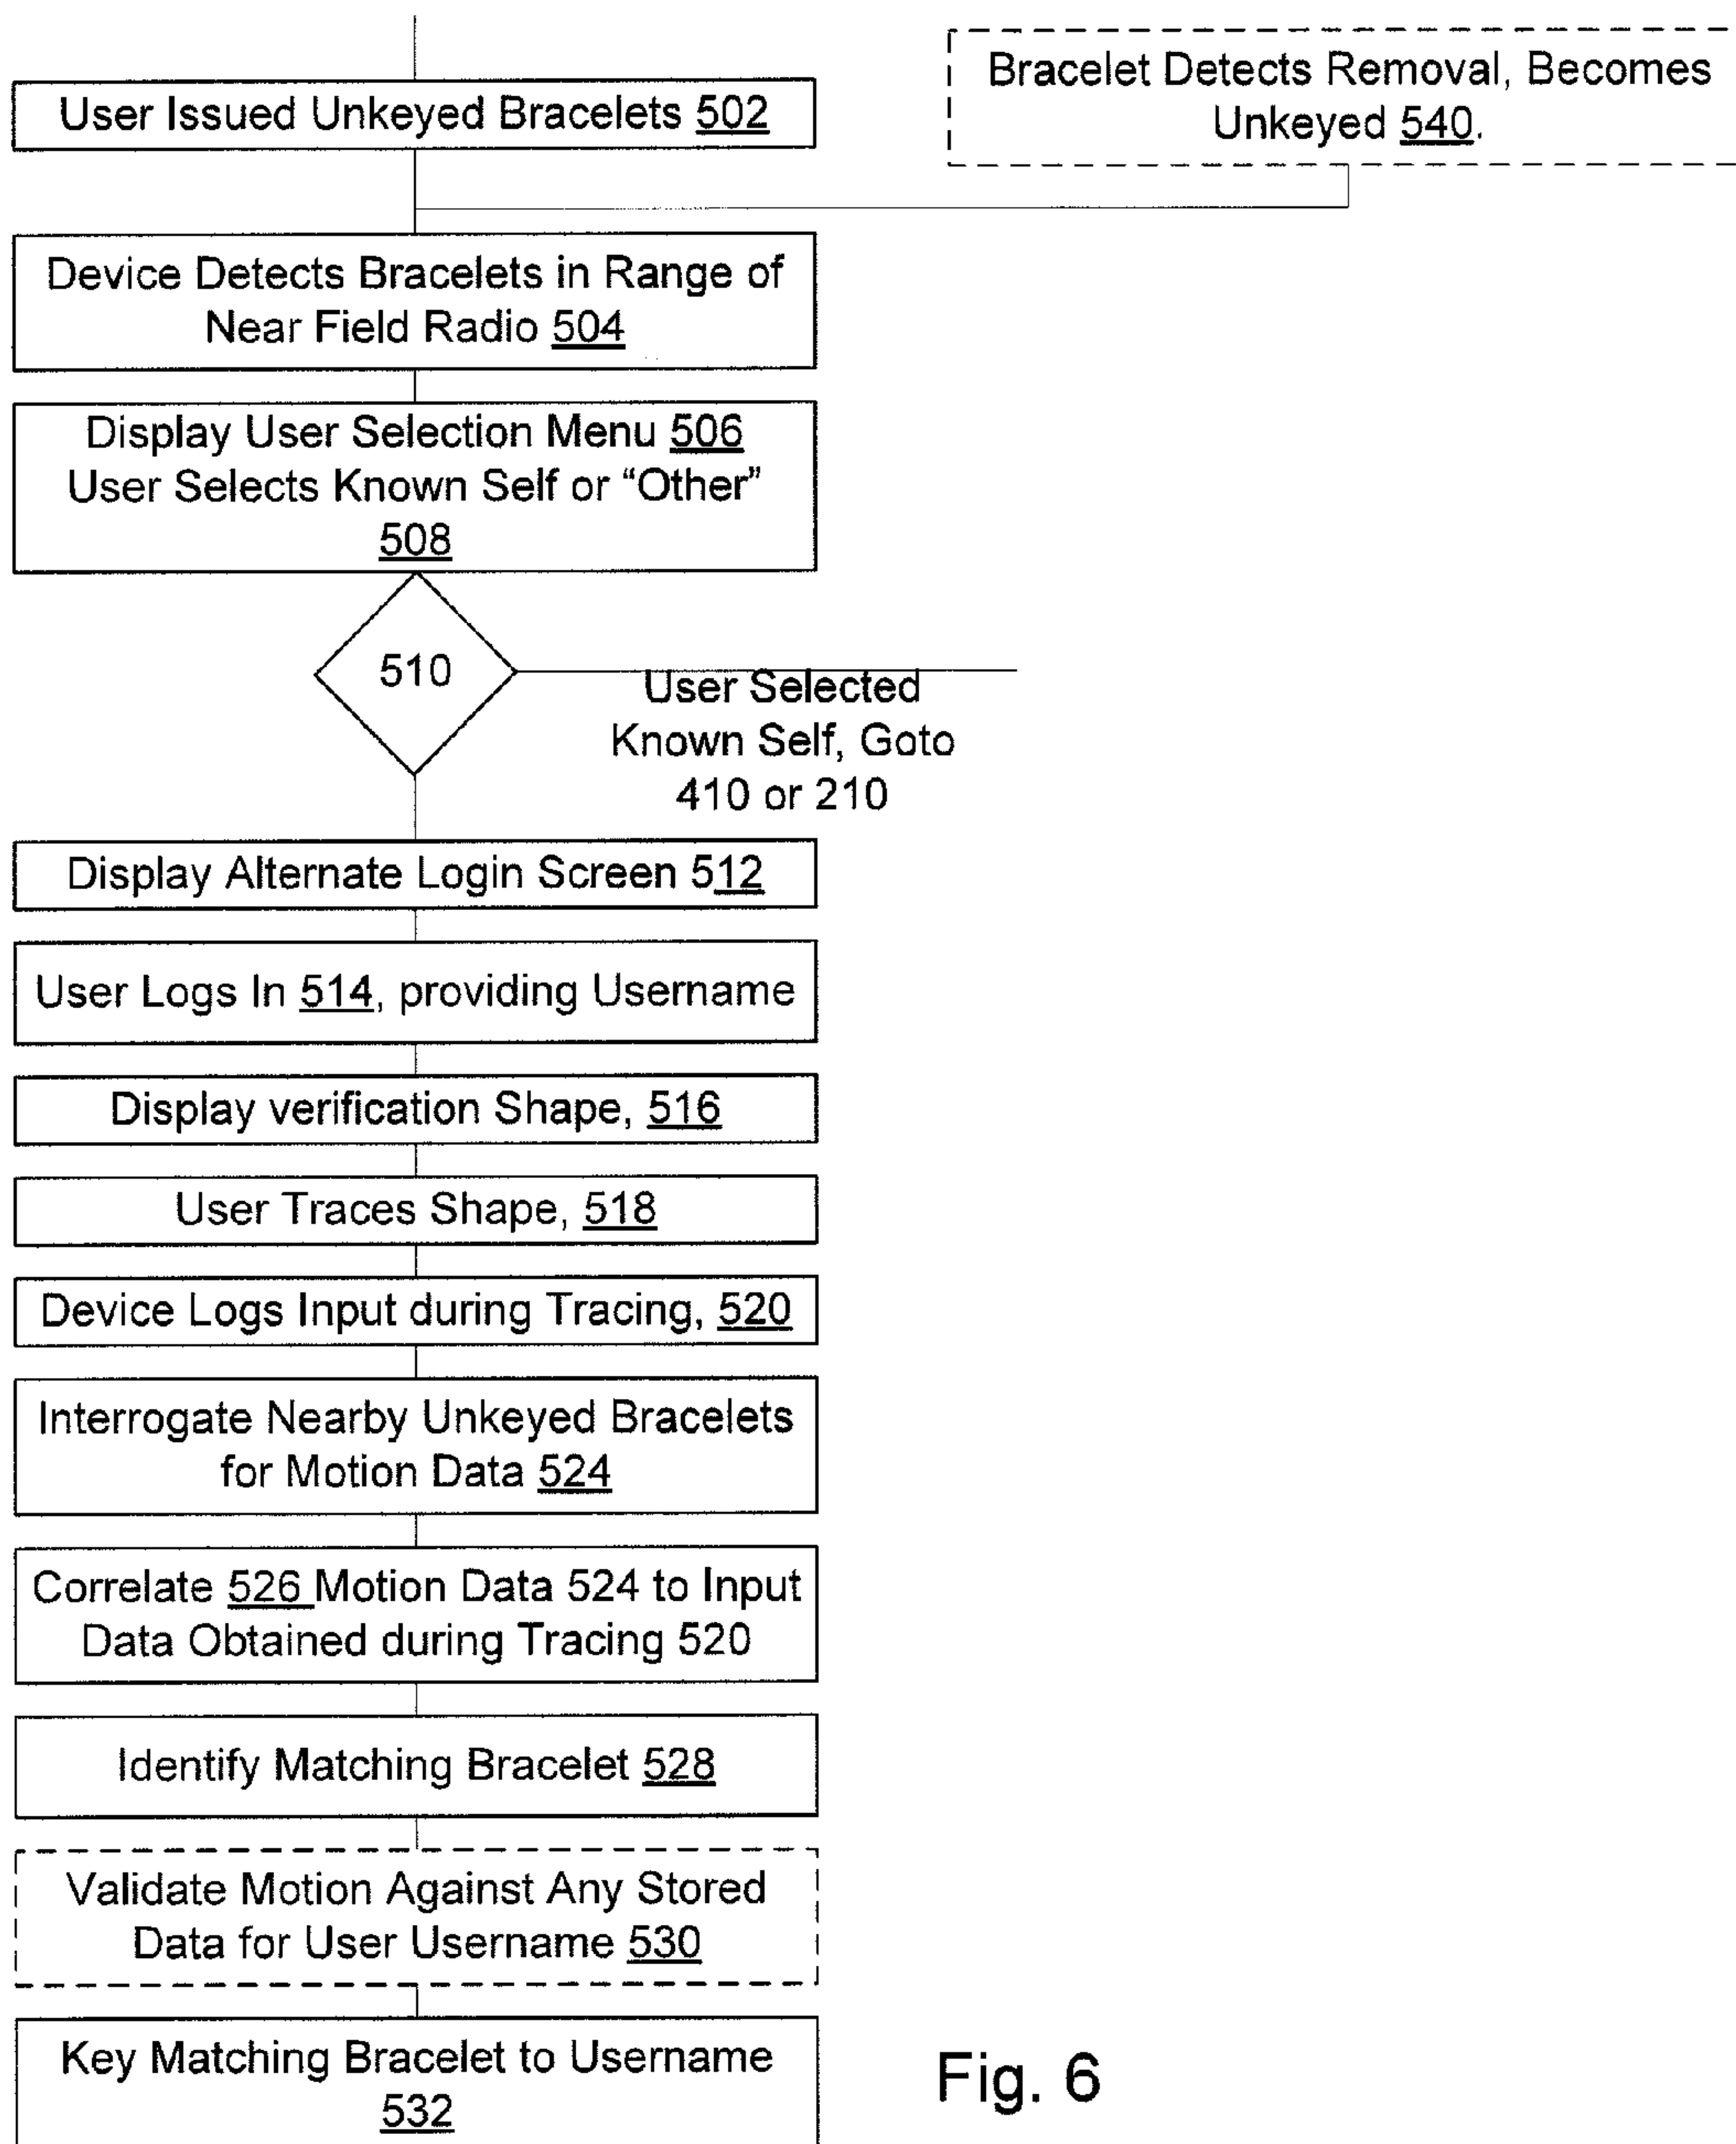 User Issued Unkeyed Bracelets 502
Bracelet Detects Removal, Becomes
Unkeyed 540.
Device Detects Bracelets in Range of
Near Field Radio 504
Display User Selection Menu 506
User Selects Known Self or “Other”
508
510
User Selected
Known Self, Goto
410 or 210
Display Alternate Login Screen 512
User Logs In 514, providing Username
Display verification Shape, 516
User Traces Shape, 518
Device Logs Input during Tracing, 520
Interrogate Nearby Unkeyed Bracelets
for Motion Data 524
Correlate 526 Motion Data 524 to Input
Data Obtained during Tracing 520
Identify Matching Bracelet 528
Validate Motion Against Any Stored
Data for User Username 530
Key Matching Bracelet to Username
532
Fig. 6